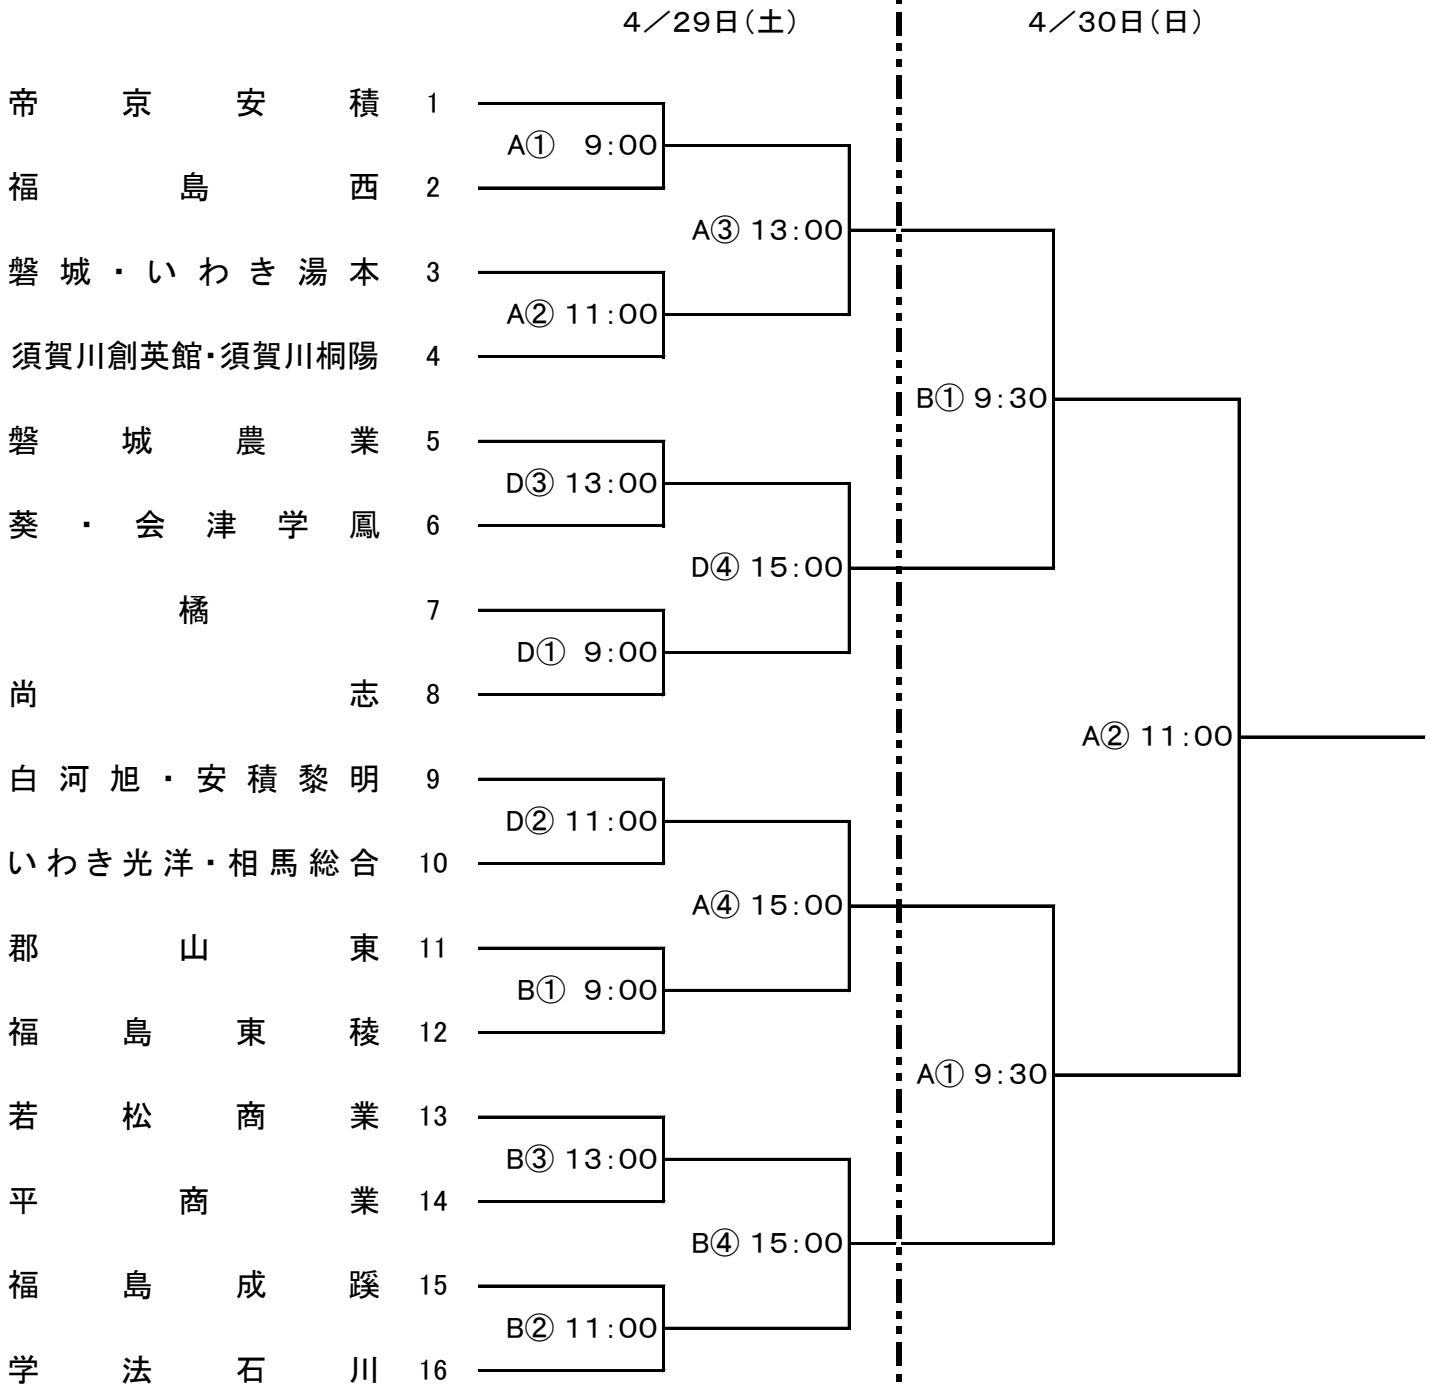 4／29日（土） 4／30日（日）
帝京安積 1
A① 9：00
福島西 2
A③ 13：00
磐城・いわき湯本 3
A② 11：00
須賀川創英館・須賀川桐陽 4
B① 9：30
磐城農業 5
D③ 13：00
葵・会津学鳳 6
D④ 15：00
橘 7
D① 9：00
尚志 8
A② 11：00
白河旭・安積黎明 9
D② 11：00
いわき光洋・相馬総合 10
A④ 15：00
郡山東 11
B① 9：00
福島東稜 12
A① 9：30
若松商業 13
B③ 13：00
平商業 14
B④ 15：00
福島成蹊 15
B② 11：00
学法石川 16